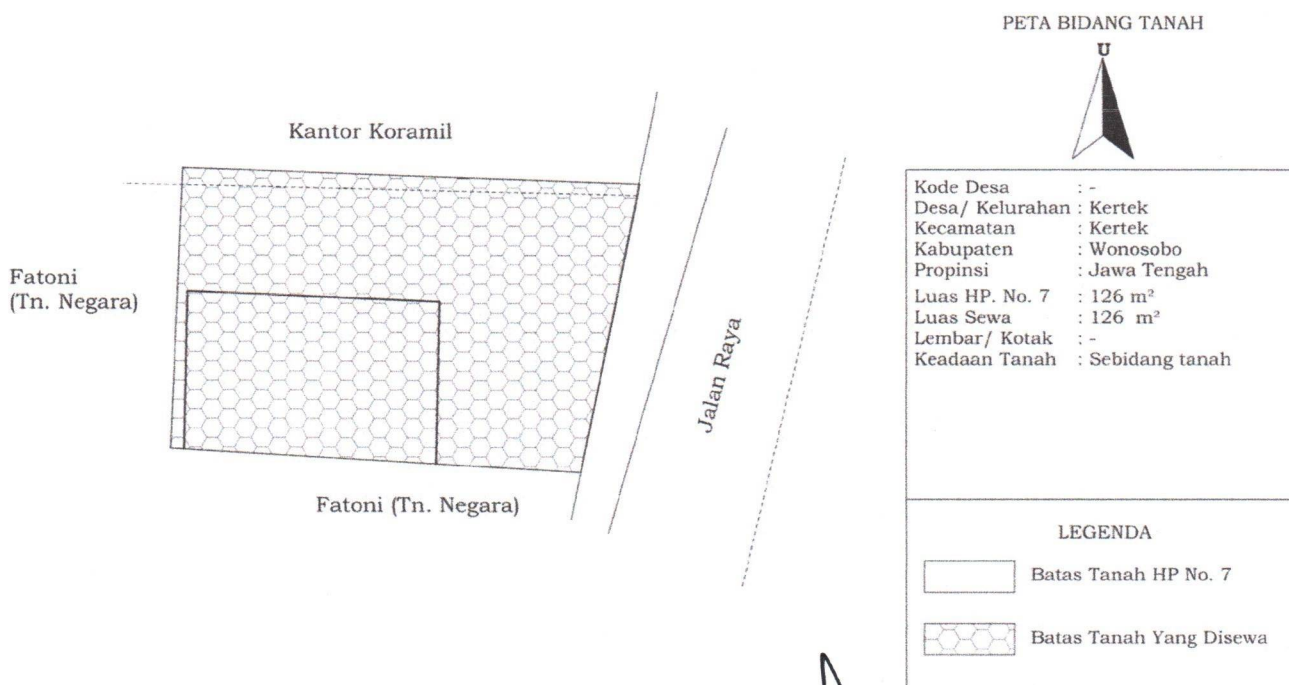 PETA BIDANG TANAH
U
Kantor Koramil
Fatoni
(Tn. Negara)
Jalan Raya
Fatoni (Tn. Negara)
Kode Desa : -
Desa/ Kelurahan : Kertek
Kecamatan : Kertek
Kabupaten : Wonosobo
Propinsi : Jawa Tengah
Luas HP. No. 7 : 126 m²
Luas Sewa : 126 m²
Lembar/ Kotak : -
Keadaan Tanah : Sebidang tanah
LEGENDA
Batas Tanah HP No. 7
Batas Tanah Yang Disewa